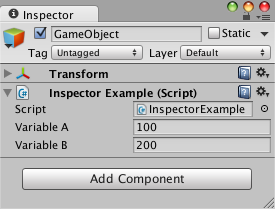 Inspector
GameObject Static
Tag Untagged Layer Default
Transform
Inspector Example (Script)
Script InspectorExample
Variable A 100
Variable B 200
Add Component